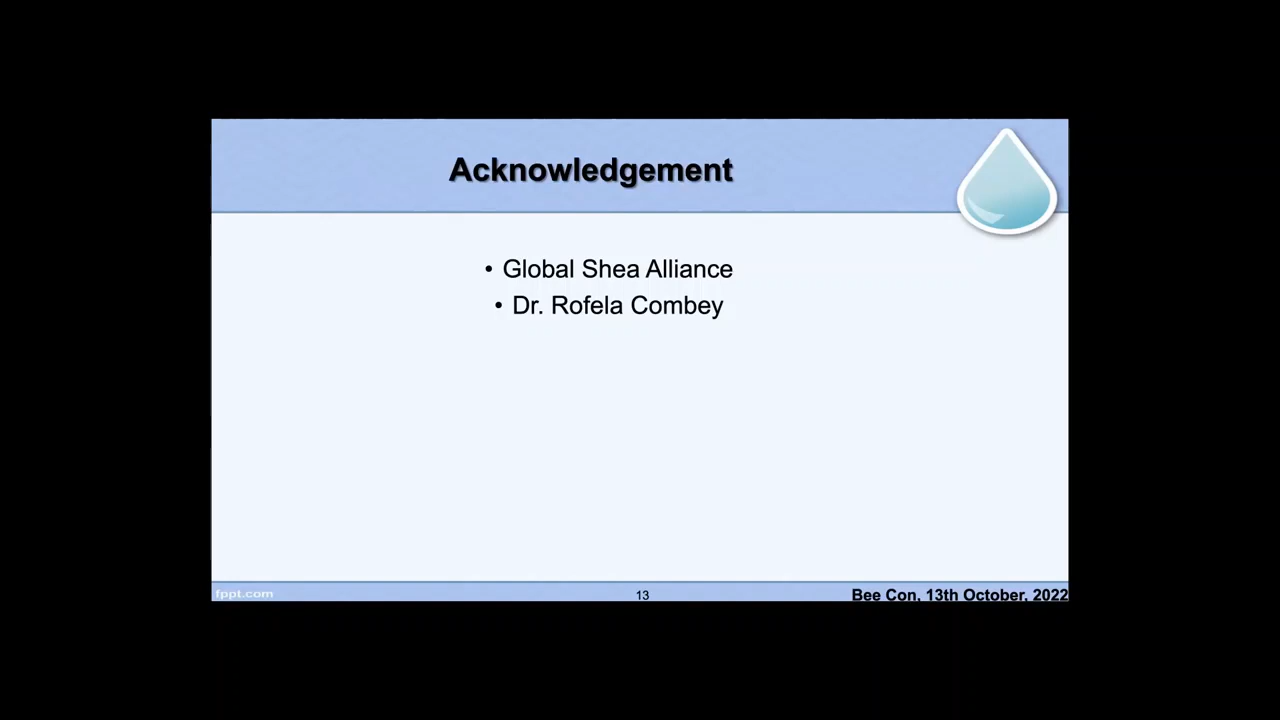 Acknowledgement
• Global Shea Alliance
• Dr. Rofela Combey
fppt.com
13
Bee Con, 13th October, 2022